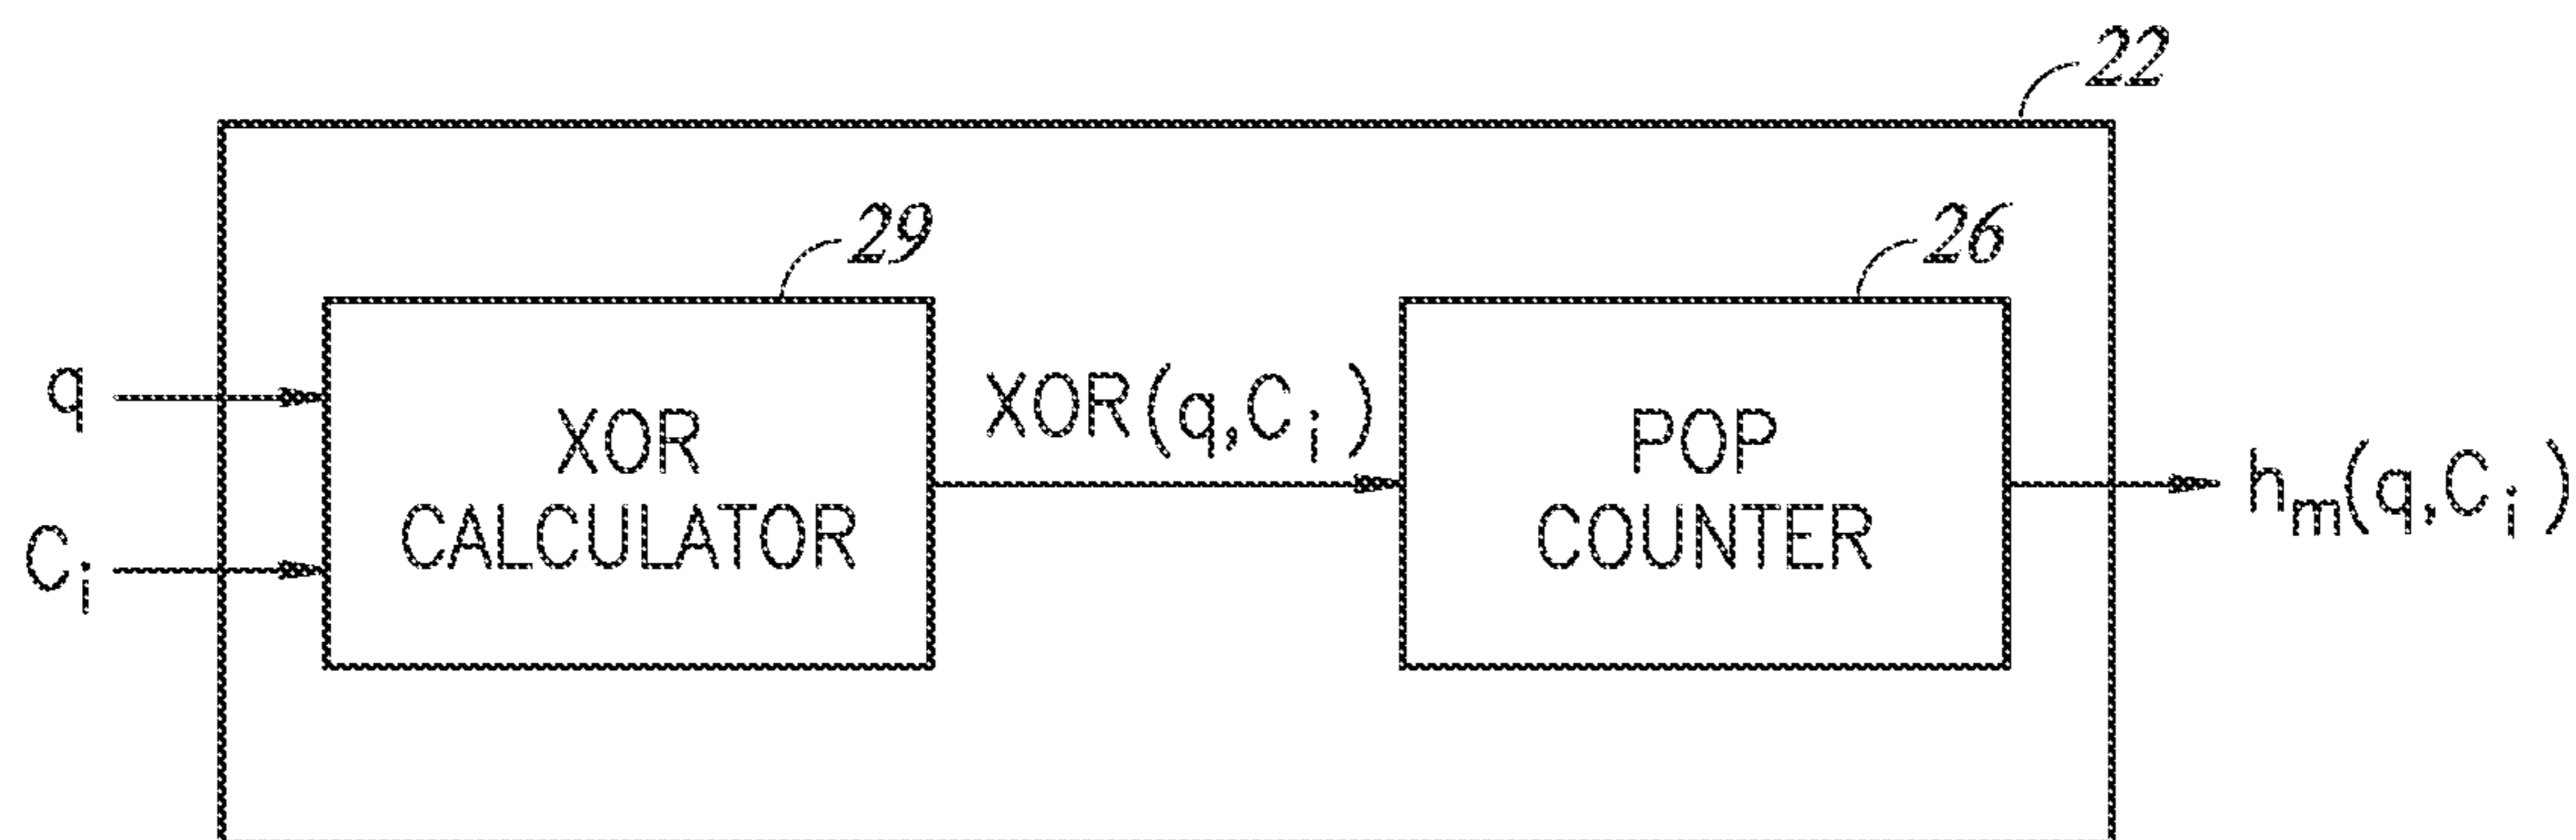 22
29
26
q
C_i
XOR
CALCULATOR
XOR(q,C_i)
POP
COUNTER
h_m(q,C_i)